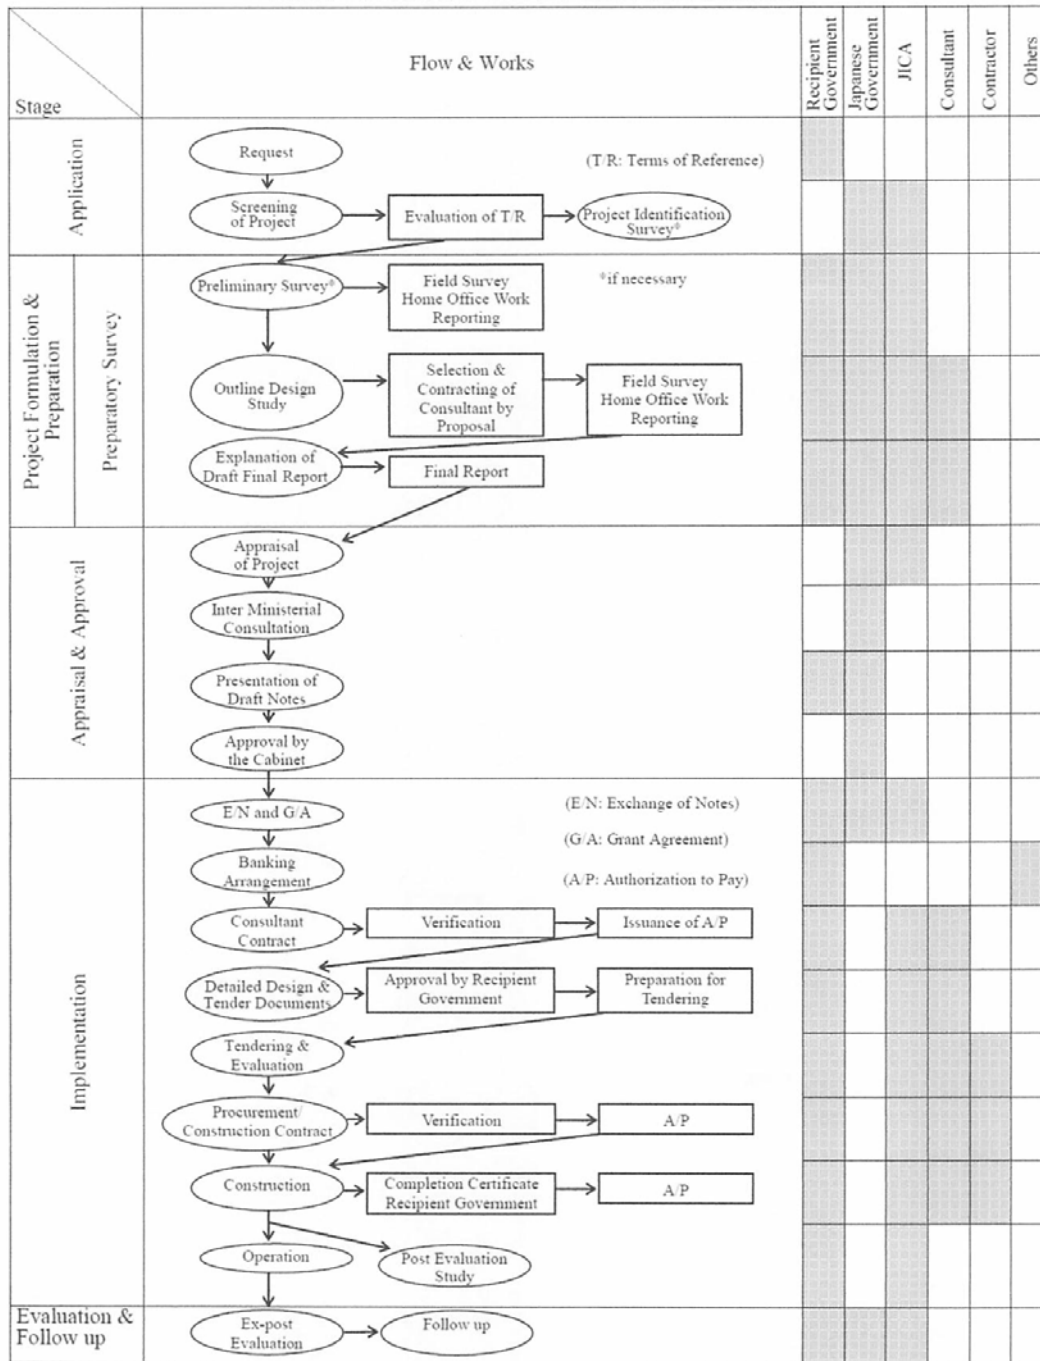 Stage
Flow & Works
Recipient
Government
Japanese
Government
JICA
Consultant
Contractor
Others
Application
Request
(T/R: Terms of Reference)
Screening
of Project
Evaluation of T/R
Project Identification
Survey*
Project Formulation &
Preparation
Preparatory Survey
Preliminary Survey*
Field Survey
Home Office Work
Reporting
*if necessary
Outline Design
Study
Selection &
Contracting of
Consultant by
Proposal
Field Survey
Home Office Work
Reporting
Explanation of
Draft Final Report
Final Report
Appraisal & Approval
Appraisal
of Project
Inter Ministerial
Consultation
Presentation of
Draft Notes
Approval by
the Cabinet
Implementation
E/N and G/A
(E/N: Exchange of Notes)
(G/A: Grant Agreement)
Banking
Arrangement
(A/P: Authorization to Pay)
Consultant
Contract
Verification
Issuance of A/P
Detailed Design &
Tender Documents
Approval by Recipient
Government
Preparation for
Tendering
Tendering &
Evaluation
Procurement/
Construction Contract
Verification
A/P
Construction
Completion Certificate
Recipient Government
A/P
Operation
Post Evaluation
Study
Evaluation &
Follow up
Ex-post
Evaluation
Follow up